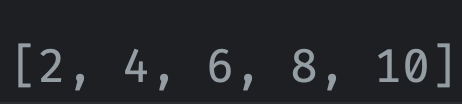 [2, 4, 6, 8, 10]